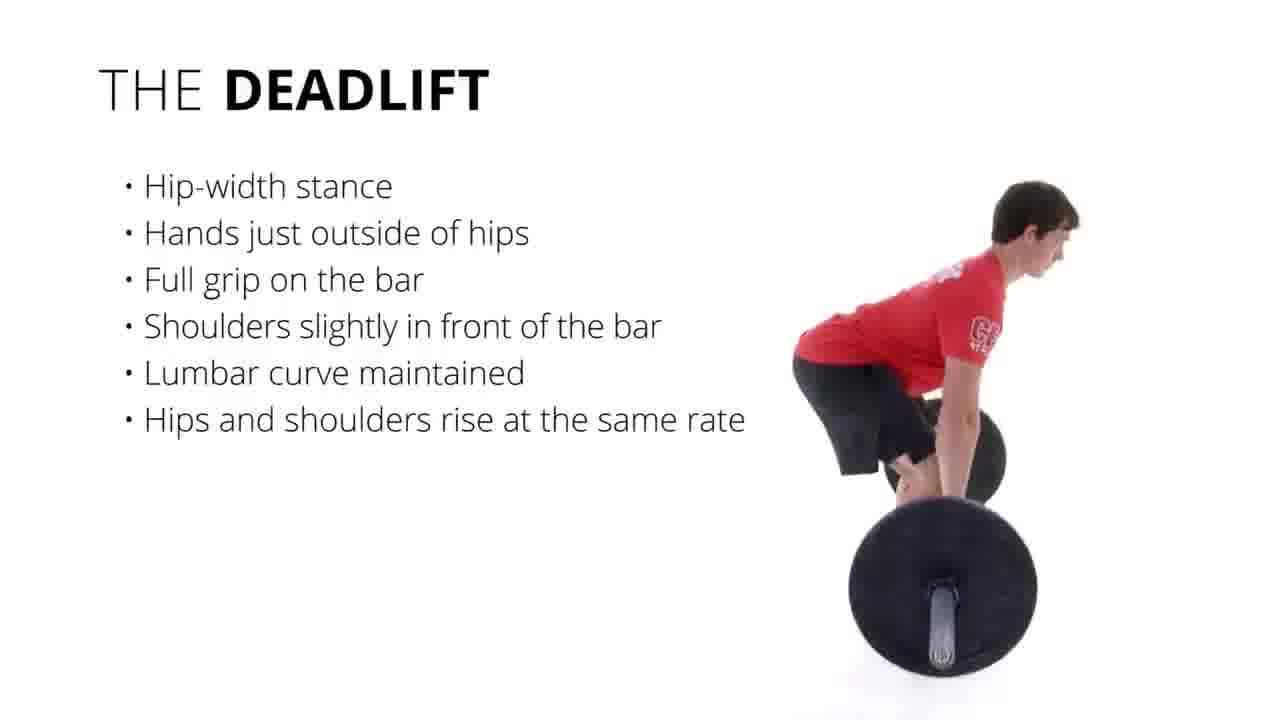 THE DEADLIFT
• Hip-width stance
• Hands just outside of hips
• Full grip on the bar
• Shoulders slightly in front of the bar
• Lumbar curve maintained
• Hips and shoulders rise at the same rate